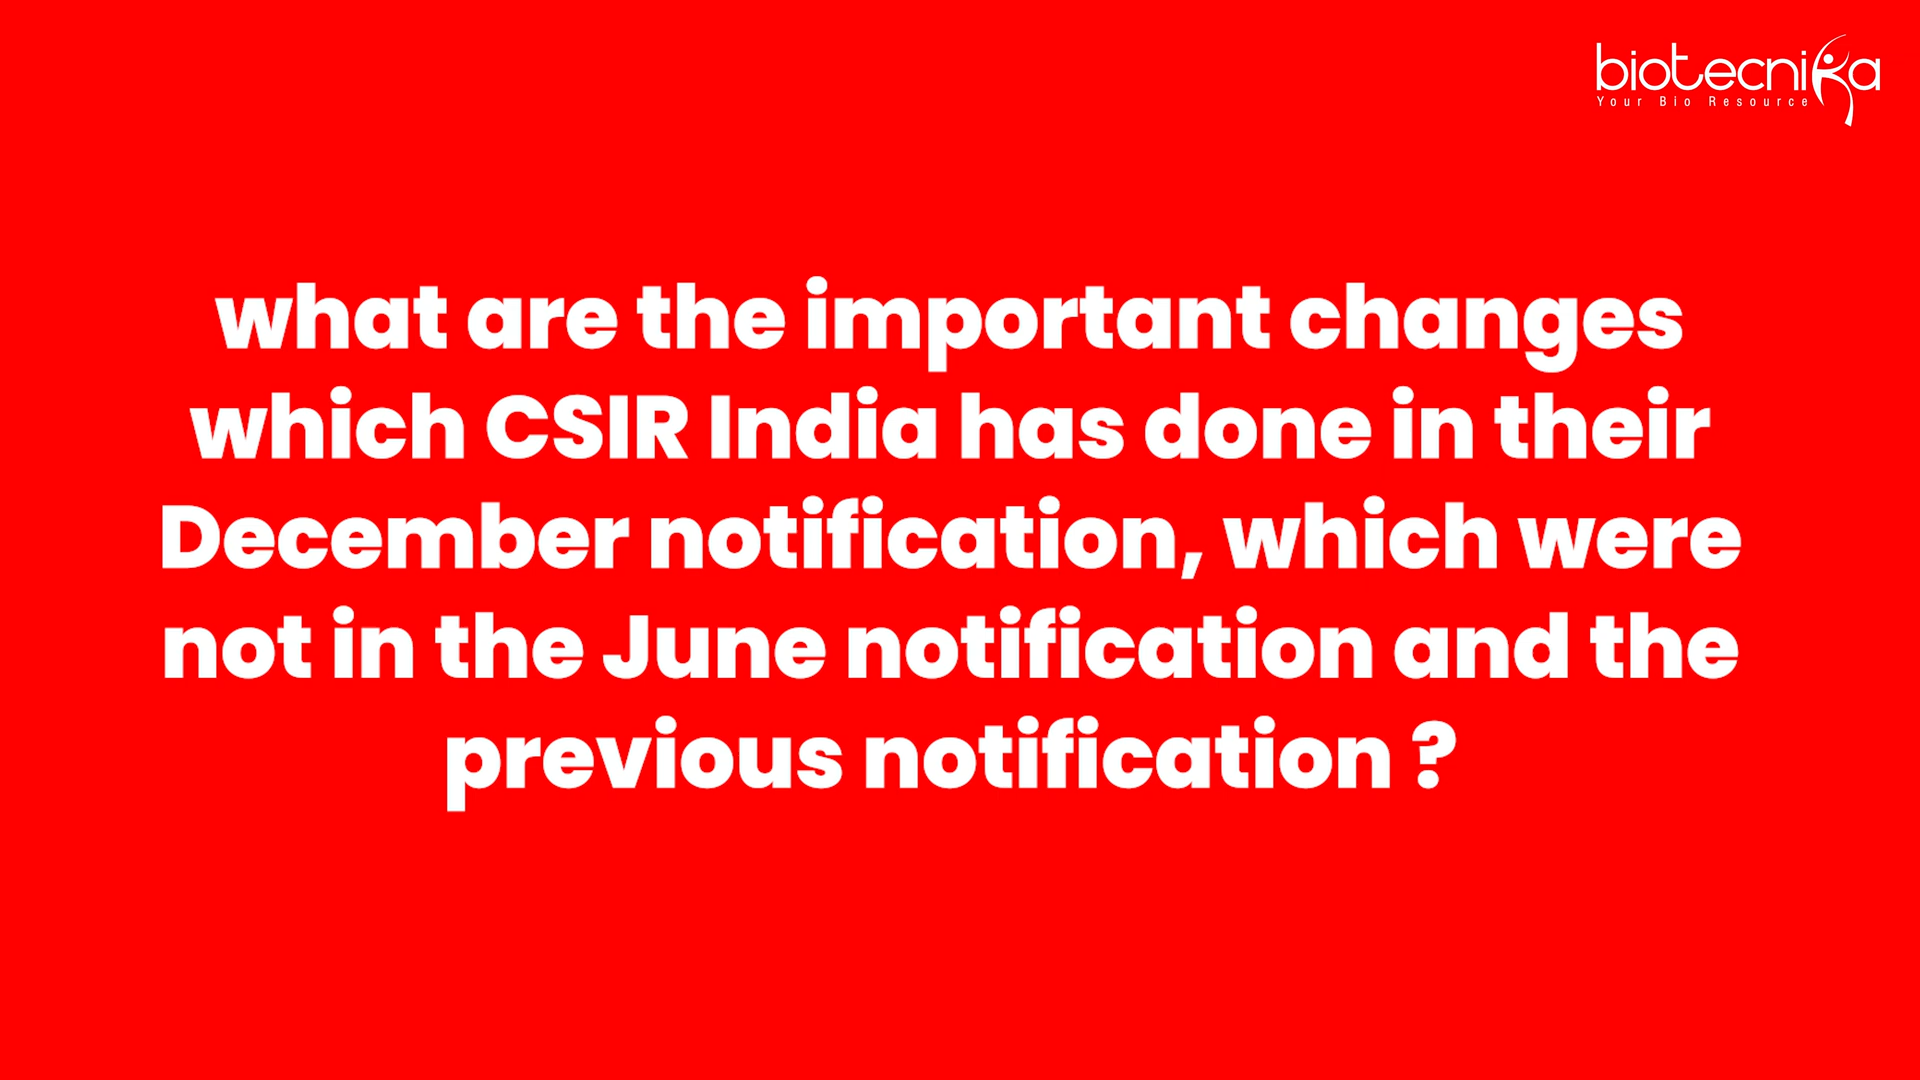 biotecnika
Your Bio Resource
what are the important changes
which CSIR India has done in their
December notification, which were
not in the June notification and the
previous notification ?